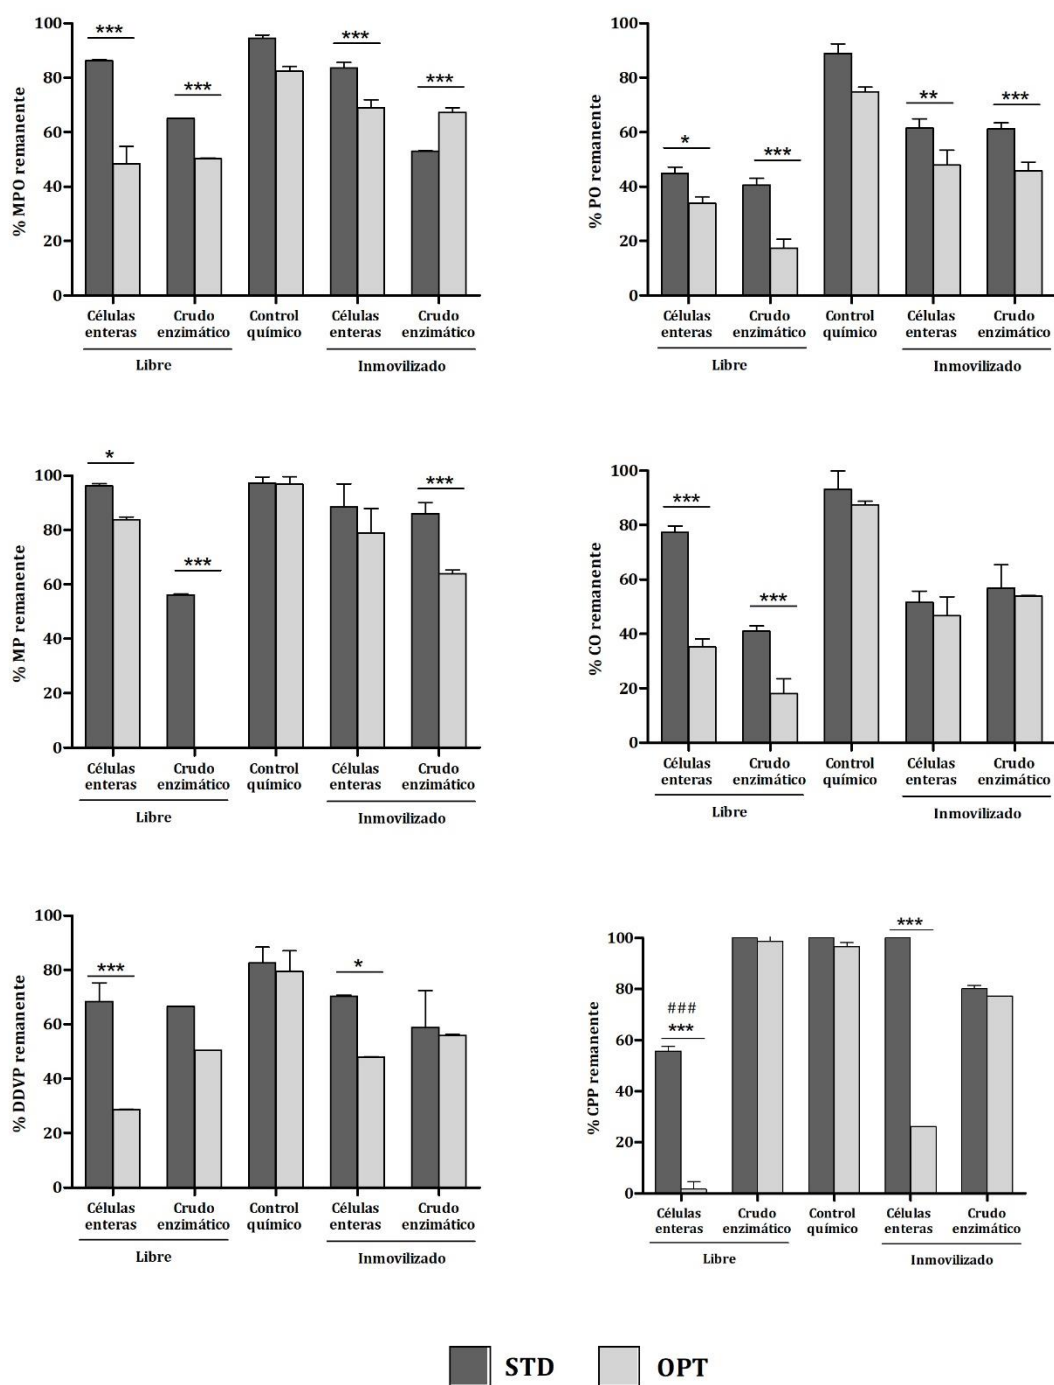 % MPO remanente
100
80
60
40
20
0
***
***
***
***
Células enteras
Crudo enzimático
Control químico
Células enteras
Crudo enzimático
Libre
Inmovilizado
% PO remanente
100
80
60
40
20
0
*
***
**
***
Células enteras
Crudo enzimático
Control químico
Células enteras
Crudo enzimático
Libre
Inmovilizado
% MP remanente
100
80
60
40
20
0
*
***
***
Células enteras
Crudo enzimático
Control químico
Células enteras
Crudo enzimático
Libre
Inmovilizado
% CO remanente
100
80
60
40
20
0
***
***
Células enteras
Crudo enzimático
Control químico
Células enteras
Crudo enzimático
Libre
Inmovilizado
% DDVP remanente
100
80
60
40
20
0
***
*
Células enteras
Crudo enzimático
Control químico
Células enteras
Crudo enzimático
Libre
Inmovilizado
% CPP remanente
100
80
60
40
20
0
###
***
***
Células enteras
Crudo enzimático
Control químico
Células enteras
Crudo enzimático
Libre
Inmovilizado
STD
OPT